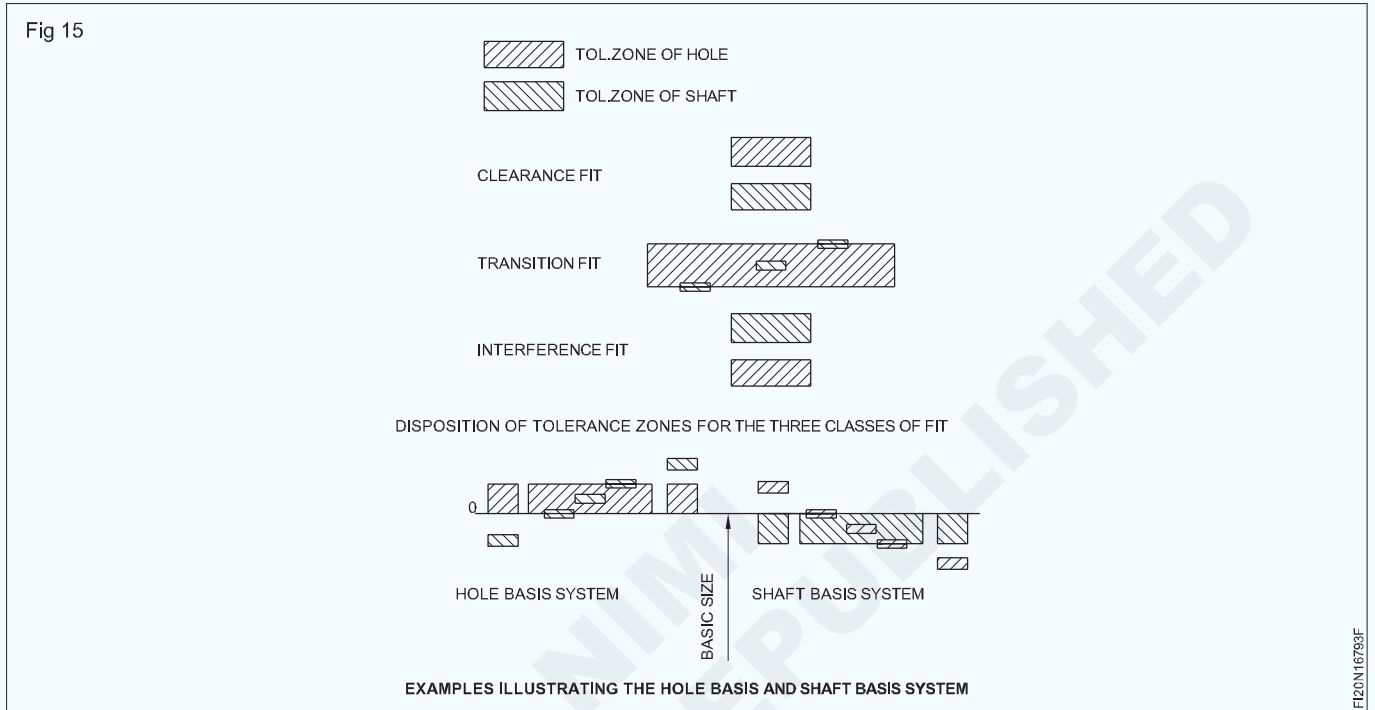 Fig 15
TOL.ZONE OF HOLE
TOL.ZONE OF SHAFT
CLEARANCE FIT
TRANSITION FIT
INTERFERENCE FIT
DISPOSITION OF TOLERANCE ZONES FOR THE THREE CLASSES OF FIT
0
HOLE BASIS SYSTEM
BASIC SIZE
SHAFT BASIS SYSTEM
EXAMPLES ILLUSTRATING THE HOLE BASIS AND SHAFT BASIS SYSTEM
FI20N16793F
NIMI
EPUBLISHED